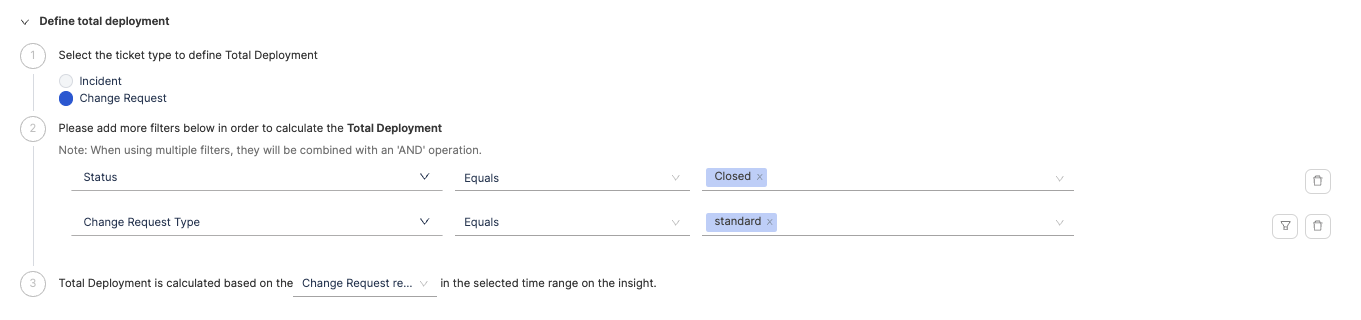 Define total deployment
1 Select the ticket type to define Total Deployment
Incident
Change Request
2 Please add more filters below in order to calculate the Total Deployment
Note: When using multiple filters, they will be combined with an 'AND' operation.
Status Equals Closed x
Change Request Type Equals standard x
3 Total Deployment is calculated based on the Change Request re... in the selected time range on the insight.